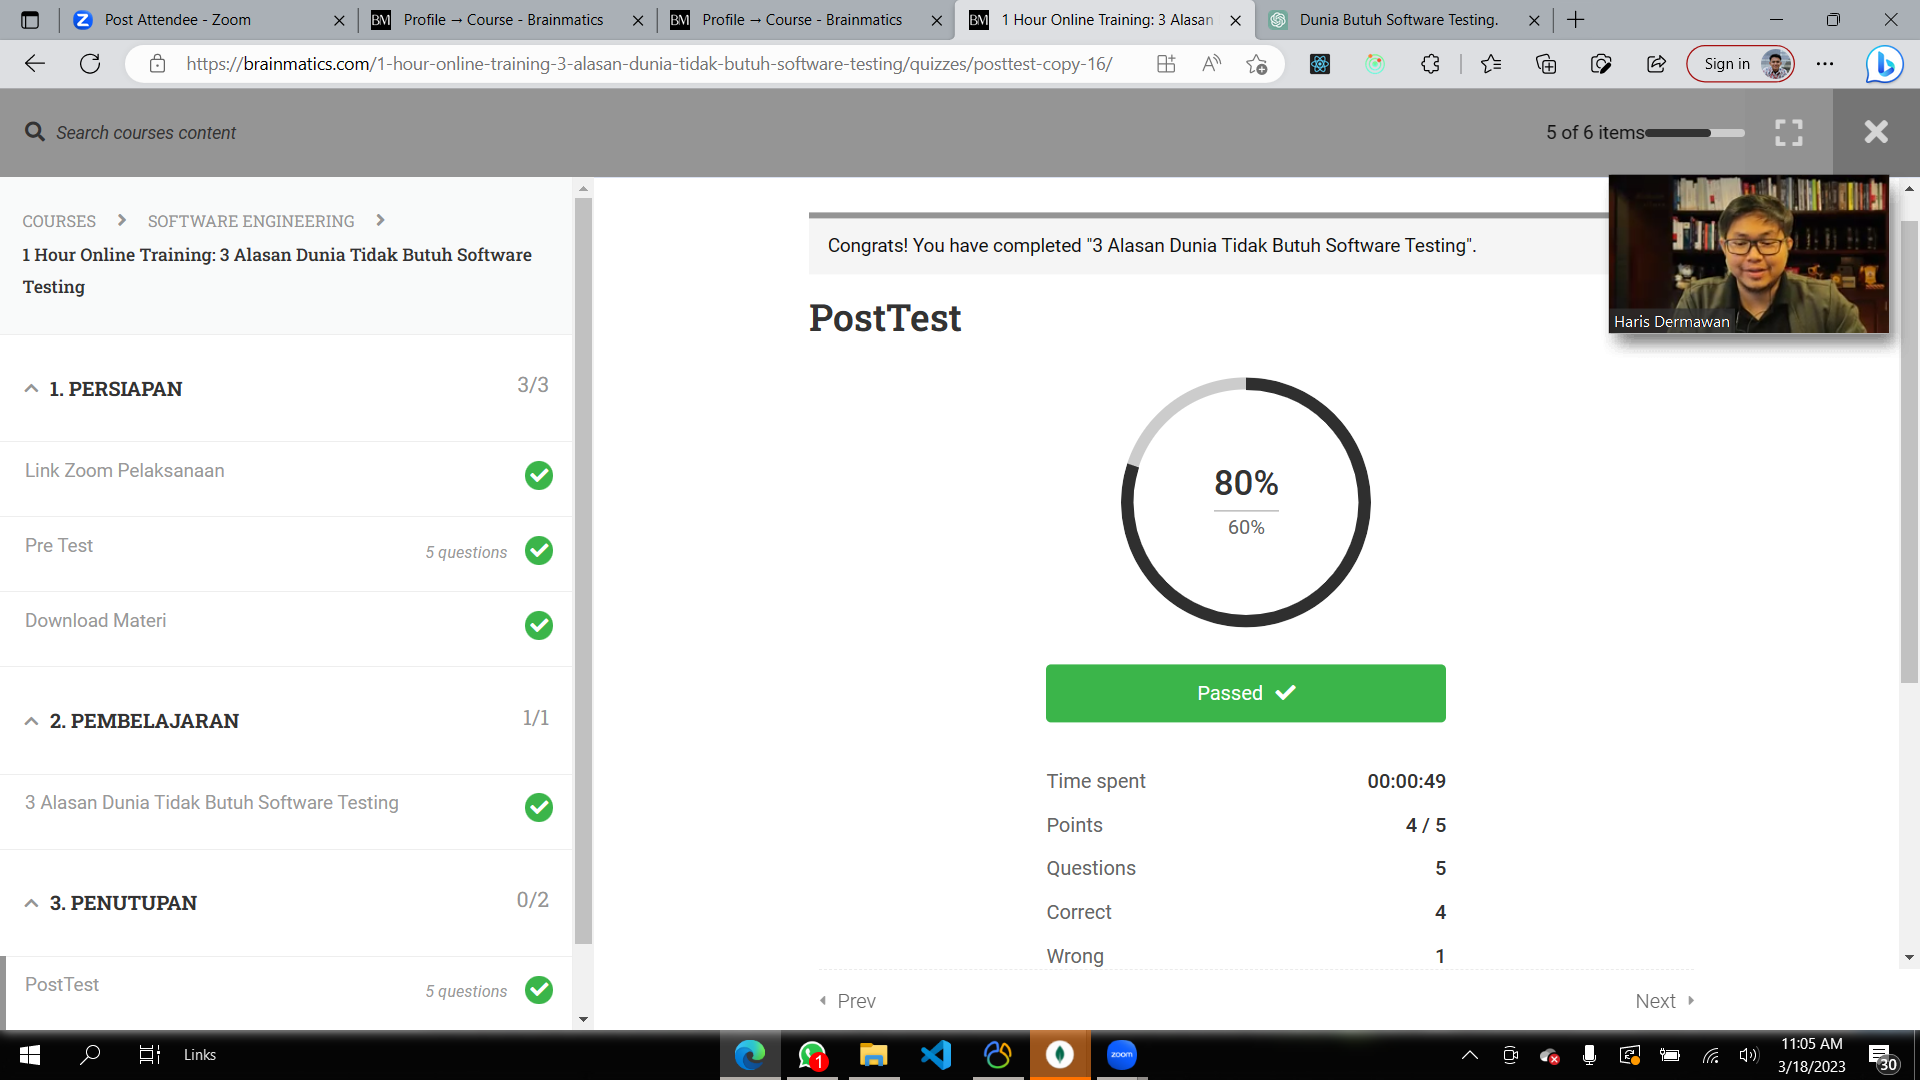 Post Attendee - Zoom
Profile → Course - Brainmatics
Profile → Course - Brainmatics
1 Hour Online Training: 3 Alasan
Dunia Butuh Software Testing.
https://brainmatics.com/1-hour-online-training-3-alasan-dunia-tidak-butuh-software-testing/quizzes/posttest-copy-16/
Sign in
Search courses content
5 of 6 items
COURSES > SOFTWARE ENGINEERING >
1 Hour Online Training: 3 Alasan Dunia Tidak Butuh Software
Testing
1. PERSIAPAN 3/3
Link Zoom Pelaksanaan
Pre Test 5 questions
Download Materi
2. PEMBELAJARAN 1/1
3 Alasan Dunia Tidak Butuh Software Testing
3. PENUTUPAN 0/2
PostTest 5 questions
Congrats! You have completed "3 Alasan Dunia Tidak Butuh Software Testing".
Haris Dermawan
PostTest
80%
60%
Passed
Time spent 00:00:49
Points 4 / 5
Questions 5
Correct 4
Wrong 1
Prev
Next
Links
1
zoom
11:05 AM
3/18/2023
30